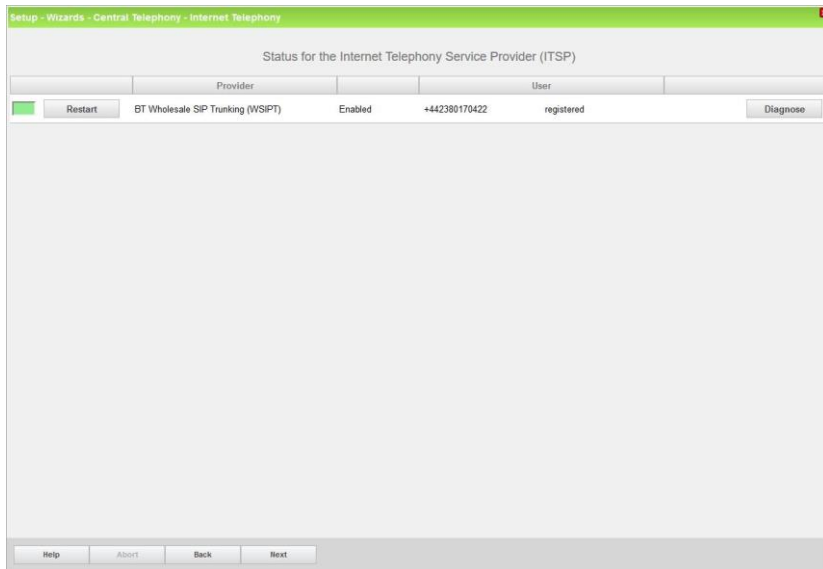 Setup - Wizards - Central Telephony - Internet Telephony
Status for the Internet Telephony Service Provider (ITSP)
Provider User
Restart BT Wholesale SIP Trunking (WSIPT) Enabled +442380170422 registered Diagnose
Help Abort Back Next